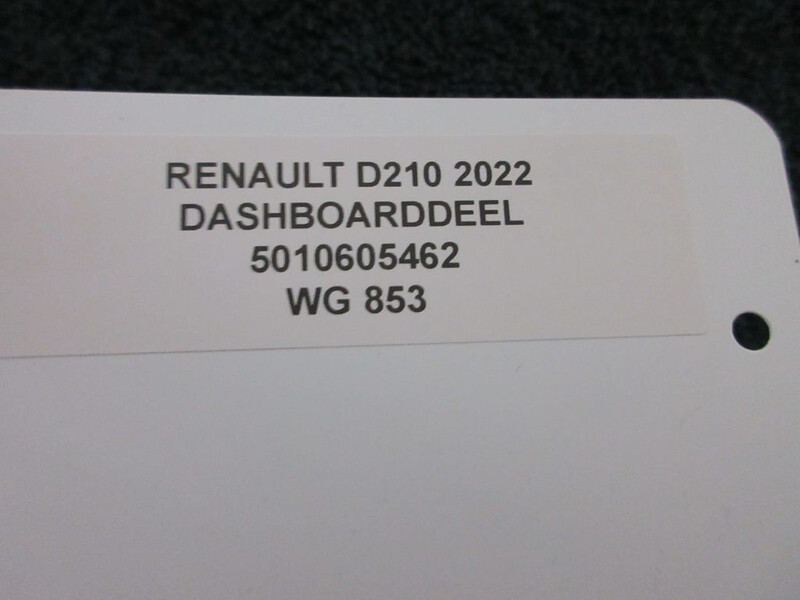 RENAULT D210 2022
DASHBOARDDEEL
5010605462
WG 853